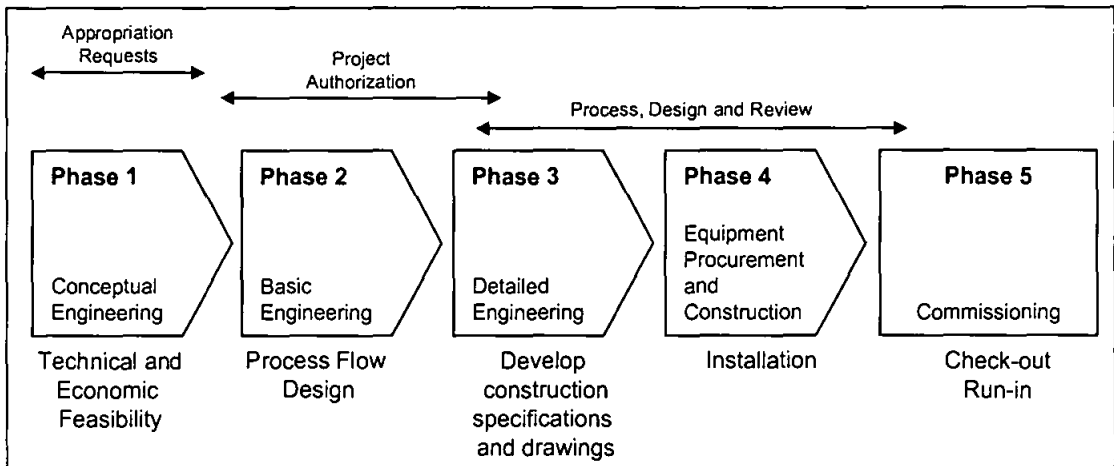 Appropriation
Requests
Project
Authorization
Process, Design and Review
Phase 1
Conceptual
Engineering
Technical and
Economic
Feasibility
Phase 2
Basic
Engineering
Process Flow
Design
Phase 3
Detailed
Engineering
Develop
construction
specifications
and drawings
Phase 4
Equipment
Procurement
and
Construction
Installation
Phase 5
Commissioning
Check-out
Run-in